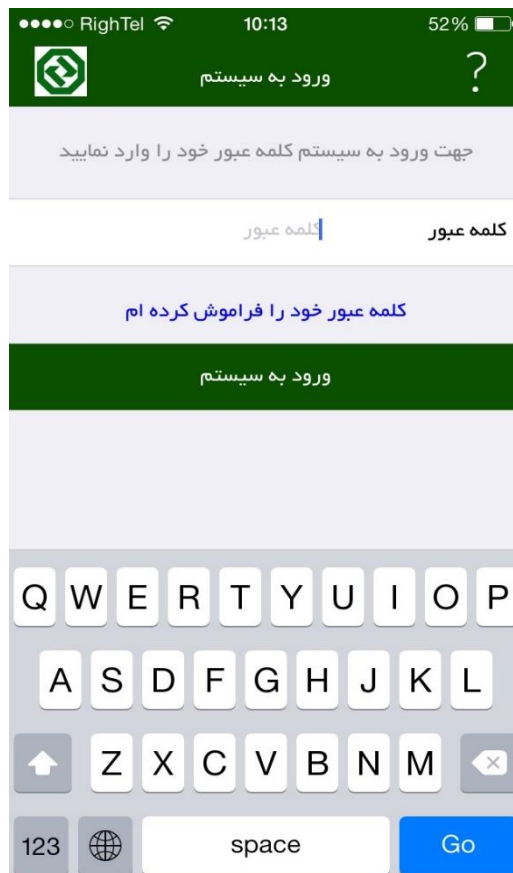 RighTel 10:13 52%
ورود به سیستم ?
جهت ورود به سیستم کلمه عبور خود را وارد نمایید
کلمه عبور کلمه عبور
کلمه عبور خود را فراموش کرده ام
ورود به سیستم
Q W E R T Y U I O P
A S D F G H J K L
Z X C V B N M
123 space Go